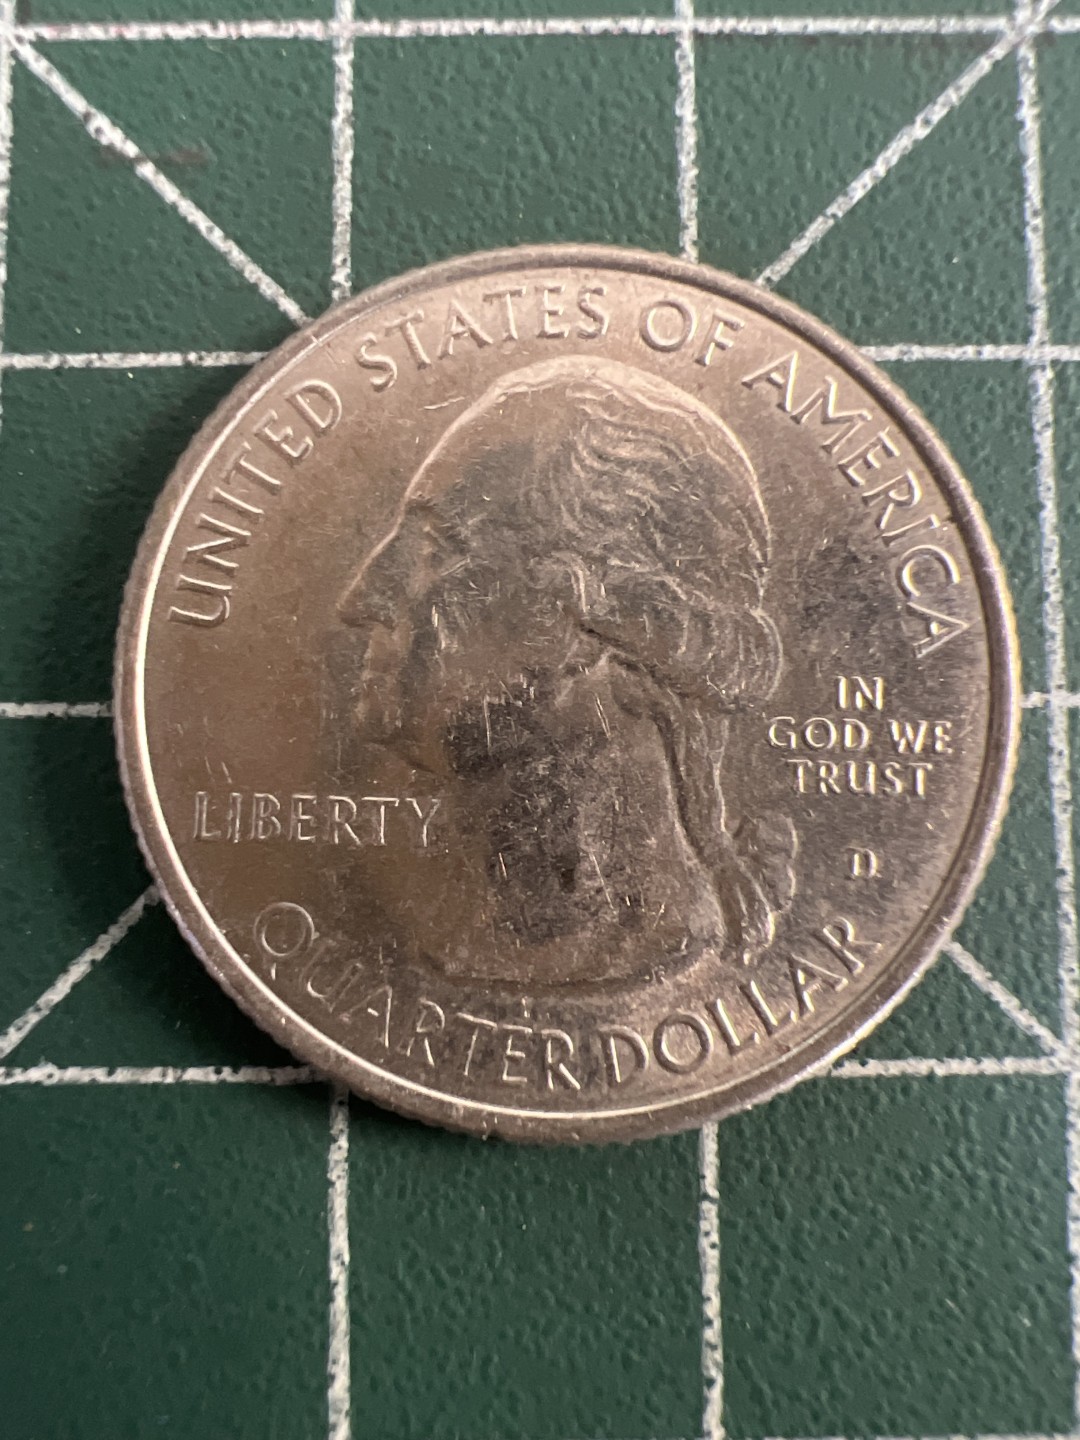 UNITED STATES OF AMERICA
LIBERTY
IN
GOD WE
TRUST
D
QUARTER DOLLAR